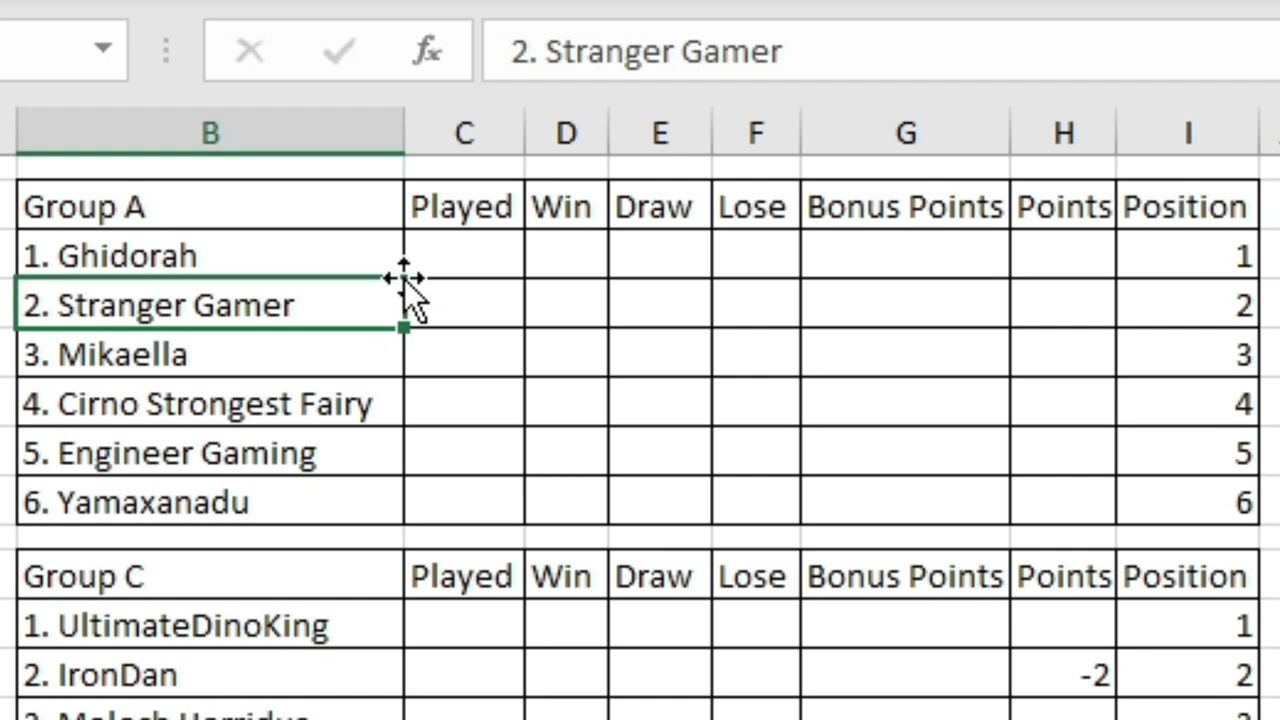 2. Stranger Gamer
B C D E F G H I
Group A Played Win Draw Lose Bonus Points Points Position
1. Ghidorah 1
2. Stranger Gamer 2
3. Mikaella 3
4. Cirno Strongest Fairy 4
5. Engineer Gaming 5
6. Yamaxanadu 6
Group C Played Win Draw Lose Bonus Points Points Position
1. UltimateDinoKing 1
2. IronDan -2 2